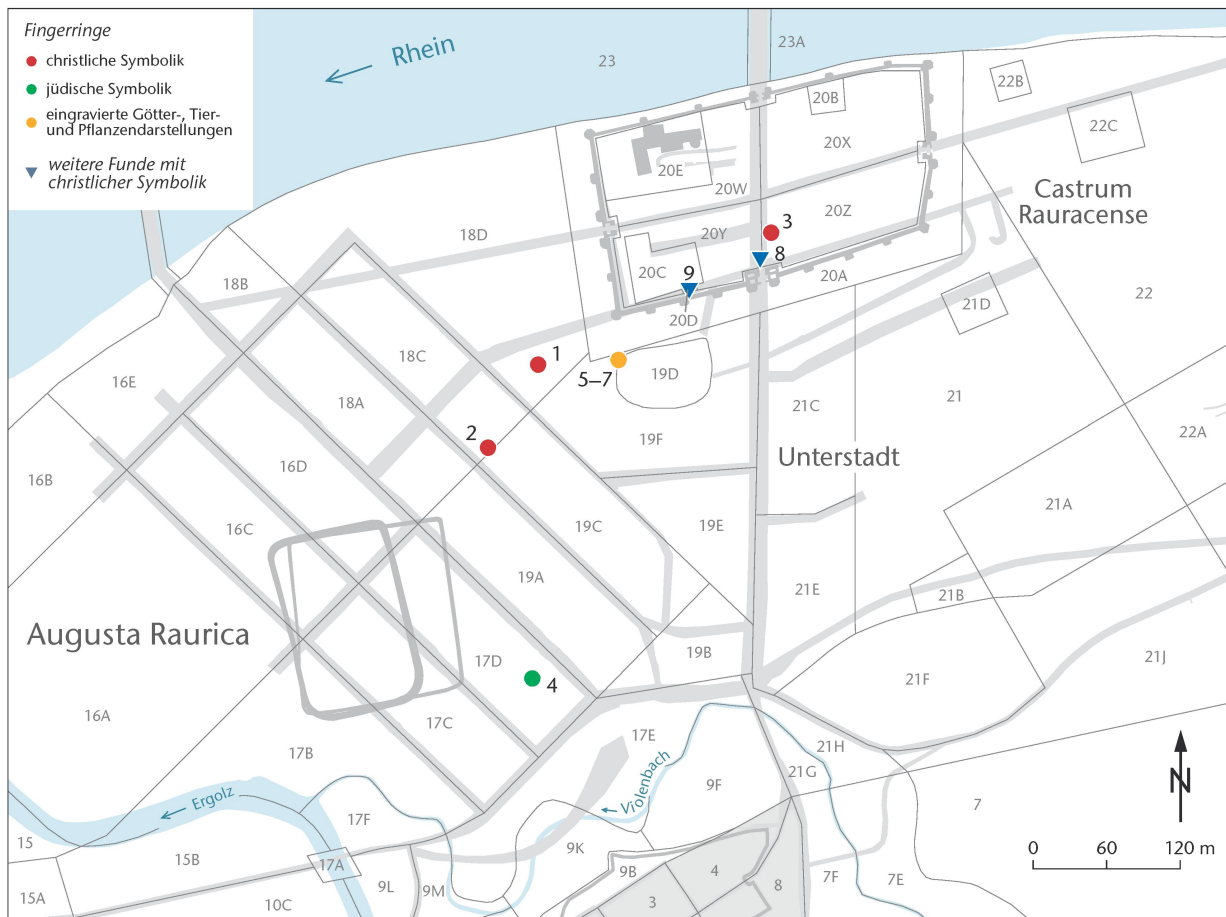 Fingerringe
christliche Symbolik
jüdische Symbolik
eingravierte Götter-, Tier-
und Pflanzendarstellungen
weitere Funde mit
christlicher Symbolik
Rhein
23
23A
22B
22C
20B
20X
20E
20W
Castrum
Rauracense
20Z
3
20Y
18D
8
20C
9
20A
18B
22
21D
20D
18C
1
5–7
19D
16E
18A
21C
21
2
19F
22A
16D
Unterstadt
16B
21A
16C
19C
19E
19A
21E
21B
Augusta Raurica
19B
21J
17D
4
21F
16A
17C
17B
17E
21H
N
Violenbach
21G
9F
Ergolz
7
17F
15
15B
17A
9K
9B
4
0
60
120 m
15A
10C
9L
9M
3
8
7F
7E